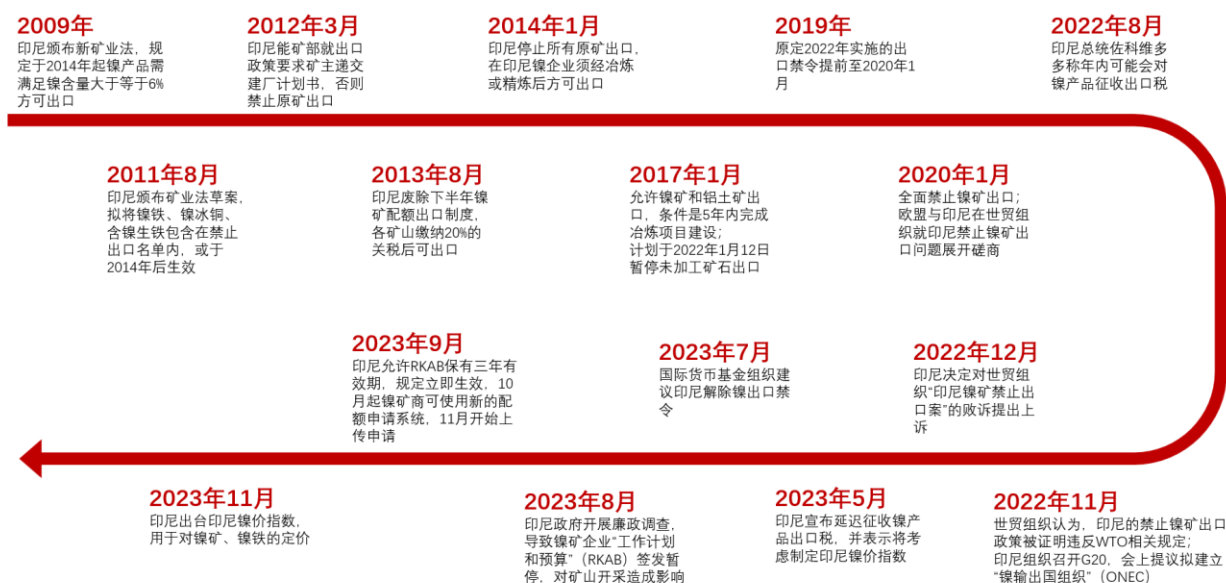 2009年
印尼颁布新矿业法，规
定于2014年起镍产品需
满足镍含量大于等于6%
方可出口
2011年8月
印尼颁布矿业法草案，
拟将镍铁、镍冰铜、
含镍生铁包含在禁止
出口名单内，或于
2014年后生效
2012年3月
印尼能矿部就出口
政策要求矿主递交
建厂计划书，否则
禁止原矿出口
2013年8月
印尼废除下半年镍
矿配额出口制度，
各矿山缴纳20%的
关税后可出口
2014年1月
印尼停止所有原矿出口，
在印尼镍企业须经冶炼
或精炼后方可出口
2017年1月
允许镍矿和铝土矿出
口，条件是5年内完成
冶炼项目建设；
计划于2022年1月12日
暂停未加工矿石出口
2019年
原定2022年实施的出
口禁令提前至2020年1
月
2020年1月
全面禁止镍矿出口；
欧盟与印尼在世贸组
织就印尼禁止镍矿出
口问题展开磋商
2022年8月
印尼总统佐科维多
多称年内可能会对
镍产品征收出口税
2022年11月
世贸组织认为，印尼的禁止镍矿出口
政策被证明违反WTO相关规定；
印尼组织召开G20，会上提议拟建立
“镍输出国组织”（ONEC）
2022年12月
印尼决定对世贸组
织“印尼镍矿禁止出
口案”的败诉提出上
诉
2023年5月
印尼宣布延迟征收镍产
品出口税，并表示将考
虑制定印尼镍价指数
2023年7月
国际货币基金组织建
议印尼解除镍出口禁
令
2023年8月
印尼政府开展廉政调查，
导致镍矿企业“工作计划
和预算”（RKAB）签发暂
停，对矿山开采造成影响
2023年9月
印尼允许RKAB保有三年有
效期，规定立即生效，10
月起镍矿商可使用新的配
额申请系统，11月开始上
传申请
2023年11月
印尼出台印尼镍价指数，
用于对镍矿、镍铁的定价